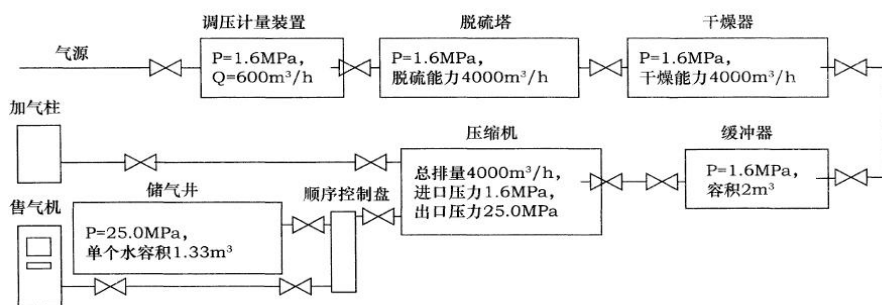 调压计量装置
脱硫塔
干燥器
气源
P=1.6MPa,
Q=600m³/h
P=1.6MPa,
脱硫能力4000m³/h
P=1.6MPa,
干燥能力4000m³/h
加气柱
压缩机
缓冲器
总排量4000m³/h,
进口压力1.6MPa,
出口压力25.0MPa
P=1.6MPa,
容积2m³
储气井
顺序控制盘
售气机
P=25.0MPa,
单个水容积1.33m³